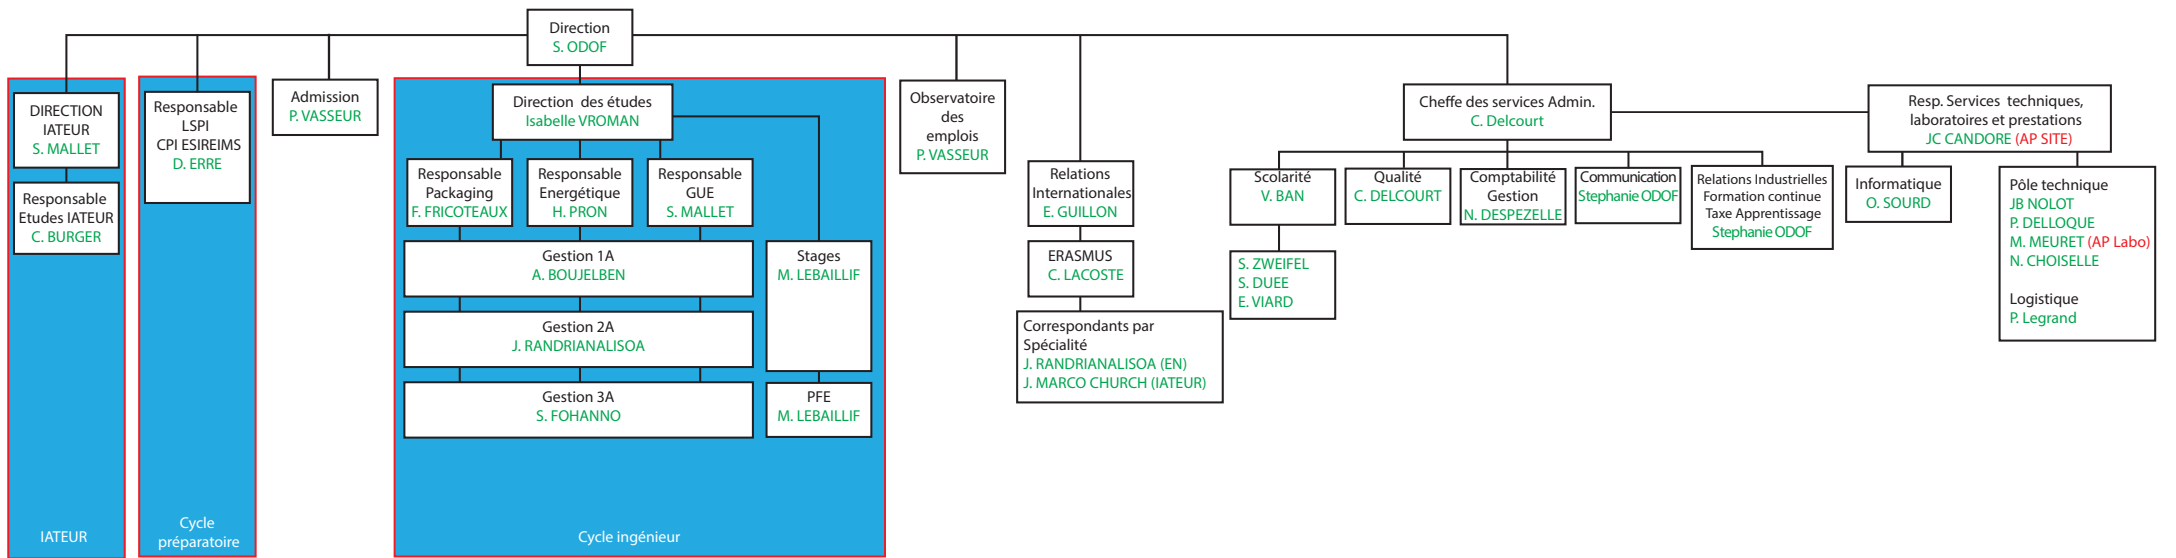 Direction
S. ODOF
DIRECTION
IATEUR
S. MALLET
Responsable
Etudes IATEUR
C. BURGER
IATEUR
Responsable
LSPI
CPI ESIREIMS
D. ERRE
Cycle
préparatoire
Admission
P. VASSEUR
Direction des études
Isabelle VROMAN
Responsable
Packaging
F. FRICOTEAUX
Responsable
Energétique
H. PRON
Responsable
GUE
S. MALLET
Gestion 1A
A. BOUJELBEN
Gestion 2A
J. RANDRIANALISOA
Gestion 3A
S. FOHANNO
Stages
M. LEBAILLIF
PFE
M. LEBAILLIF
Cycle ingénieur
Observatoire
des
emplois
P. VASSEUR
Relations
Internationales
E. GUILLON
ERASMUS
C. LACOSTE
Correspondants par
Spécialité
J. RANDRIANALISOA (EN)
J. MARCO CHURCH (IATEUR)
Cheffe des services Admin.
C. Delcourt
Scolarité
V. BAN
S. ZWEIFEL
S. DUEE
E. VIARD
Qualité
C. DELCOURT
Comptabilité
Gestion
N. DESPEZELLE
Communication
Stephanie ODOF
Relations Industrielles
Formation continue
Taxe Apprentissage
Stephanie ODOF
Resp. Services techniques,
laboratoires et prestations
JC CANDORE (AP SITE)
Informatique
O. SOURD
Pôle technique
JB NOLOT
P. DELLOQUE
M. MEURET (AP Labo)
N. CHOISELLE
Logistique
P. Legrand